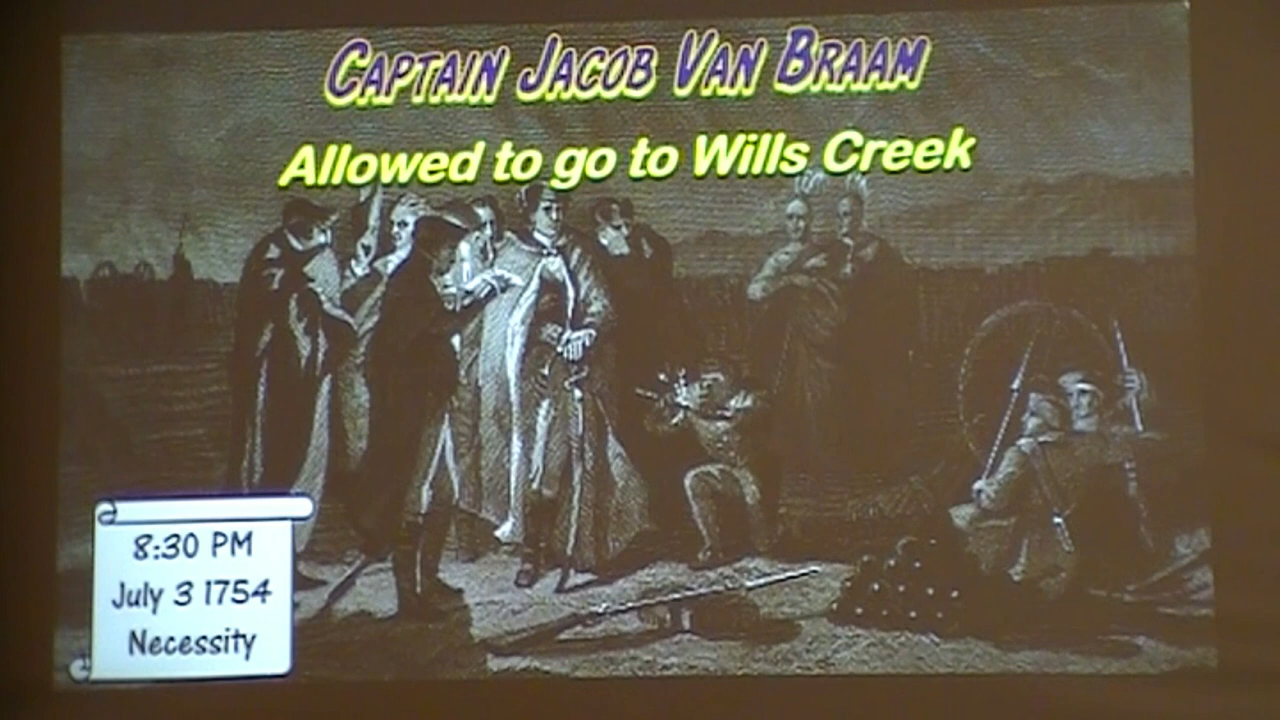 CAPTAIN JACOB VAN BRAAM
Allowed to go to Wills Creek
8:30 PM
July 3 1754
Necessity